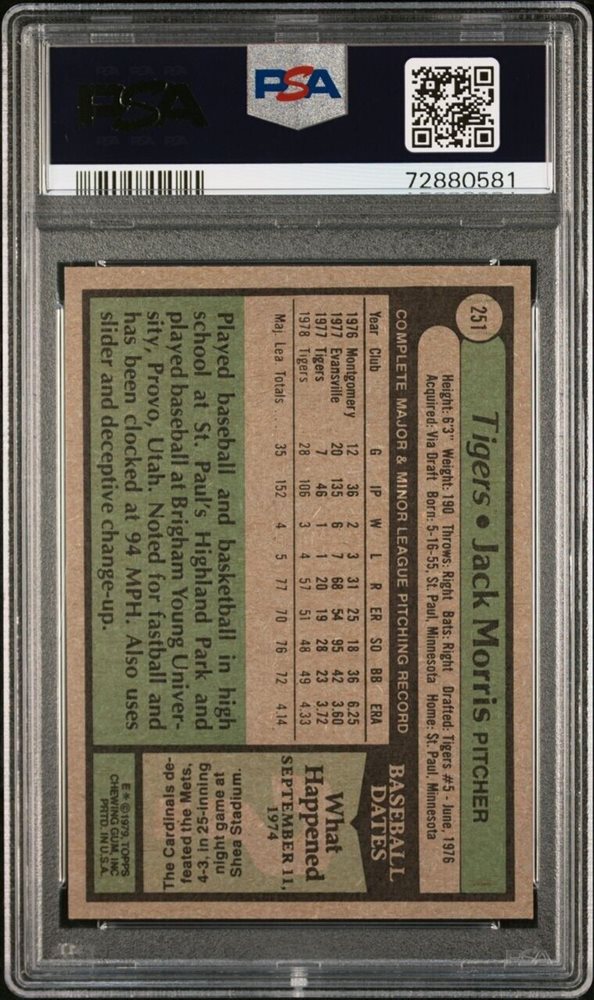 PSA
PSA
72880581
251
Tigers • Jack Morris PITCHER
Height: 6'3" Weight: 190 Throws: Right Bats: Right Drafted: Tigers #5 - June, 1976
Acquired: Via Draft Born: 5-16-55, St. Paul, Minnesota Home: St. Paul, Minnesota
COMPLETE MAJOR & MINOR LEAGUE PITCHING RECORD
Year Club G IP W L R ER SO BB ERA
1976 Montgomery 12 36 2 3 31 25 18 36 6.25
1977 Evansville 20 135 6 7 68 54 95 42 3.60
1977 Tigers 7 46 1 1 20 19 28 23 3.72
1978 Tigers 28 106 3 4 57 51 48 49 4.33
Maj. Lea Totals . . . . 35 152 4 5 77 70 76 72 4.14
Played baseball and basketball in high
school at St. Paul's Highland Park and
played baseball at Brigham Young Univer-
sity, Provo, Utah. Noted for fastball and
has been clocked at 94 MPH. Also uses
slider and deceptive change-up.
BASEBALL
DATES
What
Happened
SEPTEMBER 11,
1974
The Cardinals de-
feated the Mets,
4-3, in 25-inning
night game at
Shea Stadium.
E✳©1979, TOPPS
CHEWING GUM, INC
PRTD. IN U.S.A.
PSA